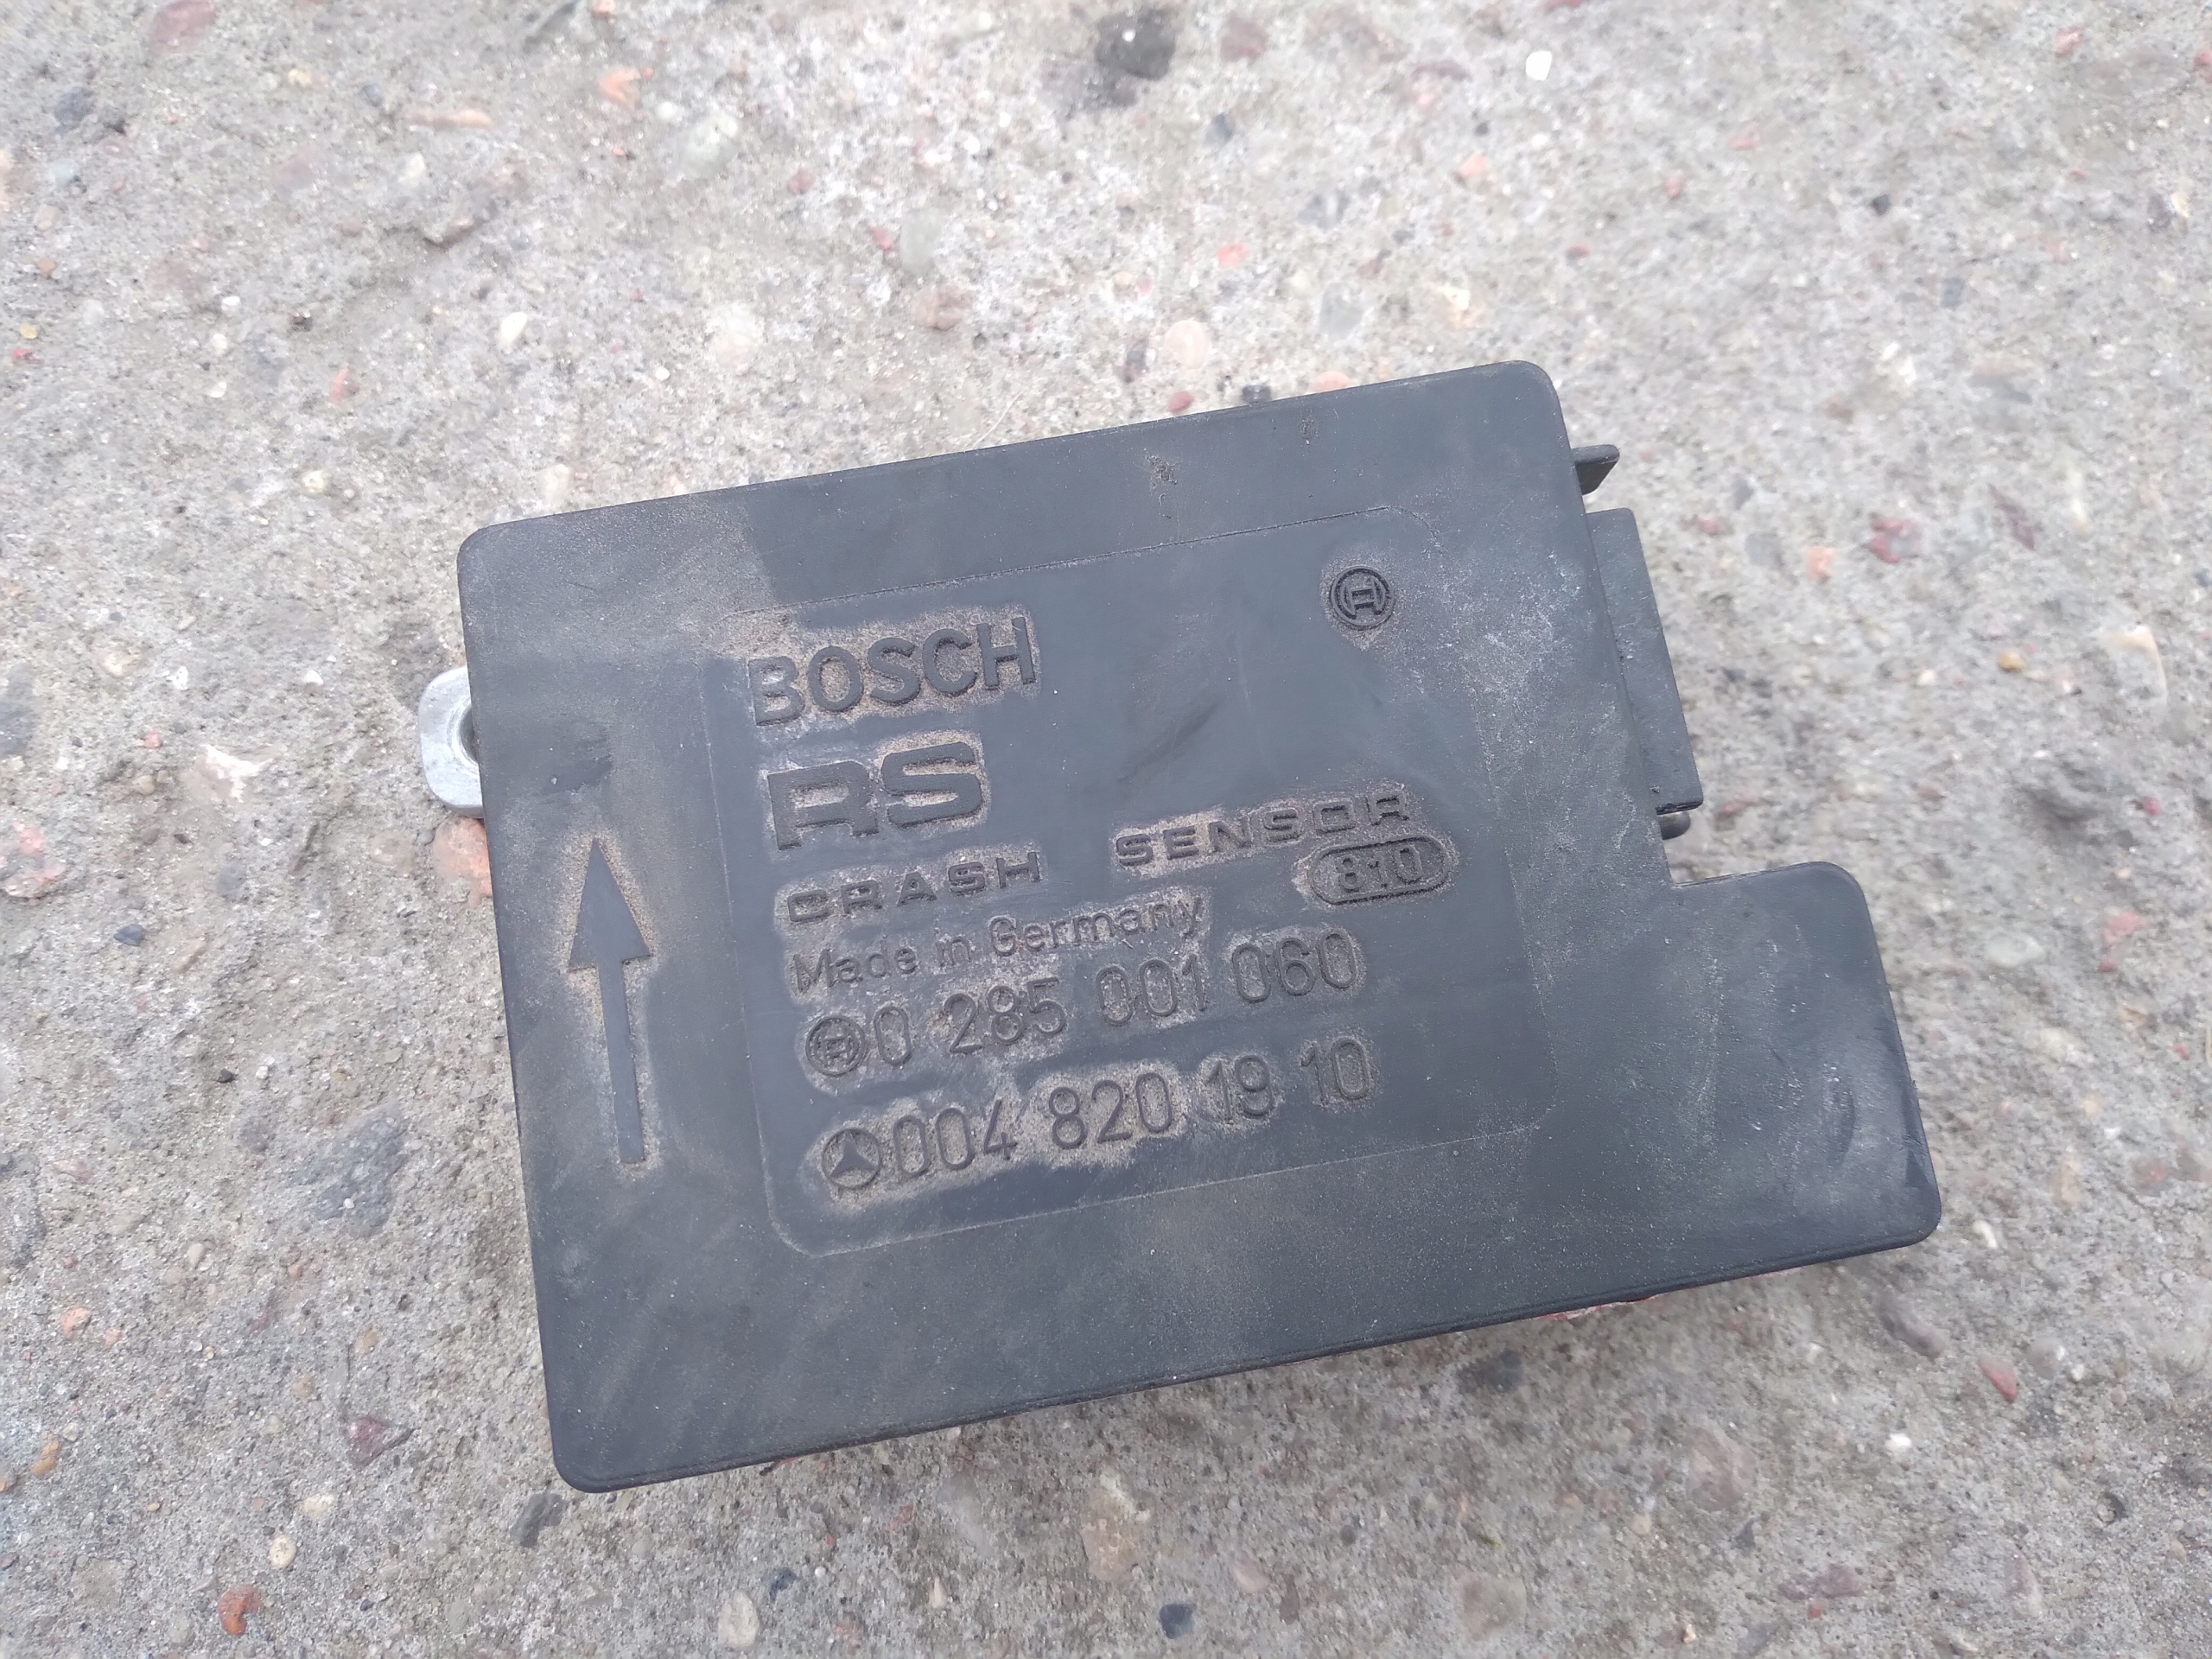 BOSCH
RS
CRASH SENSOR
810
Made in Germany
0 285 001 060
004 820 19 10